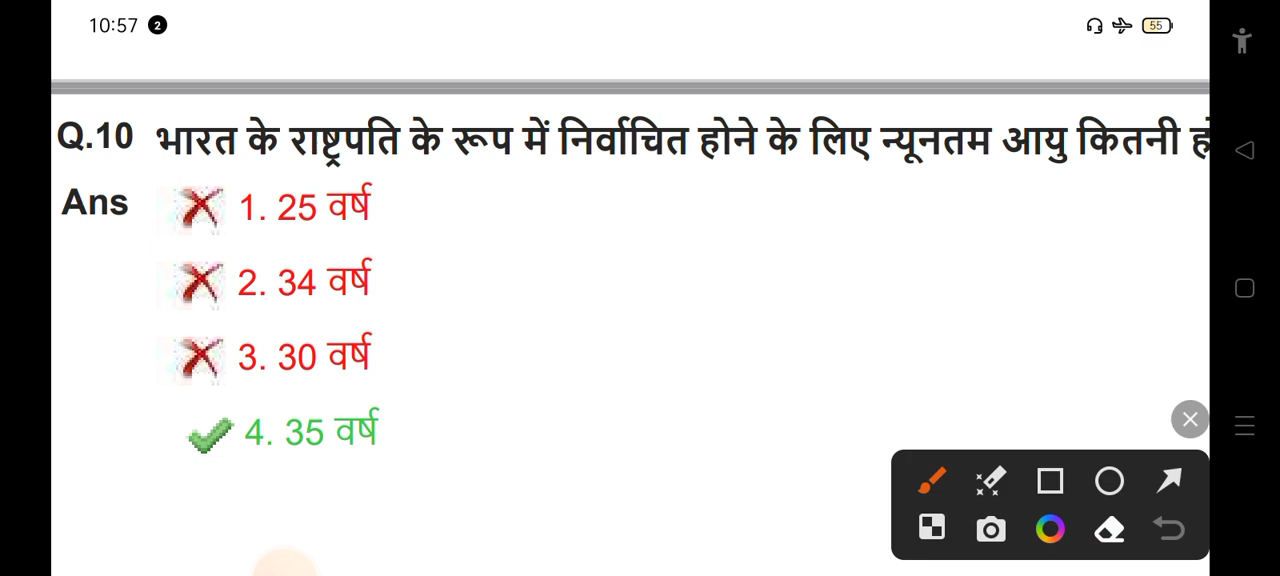 10:57 2 55
Q.10 भारत के राष्ट्रपति के रूप में निर्वाचित होने के लिए न्यूनतम आयु कितनी
Ans 1. 25 वर्ष
2. 34 वर्ष
3. 30 वर्ष
4. 35 वर्ष